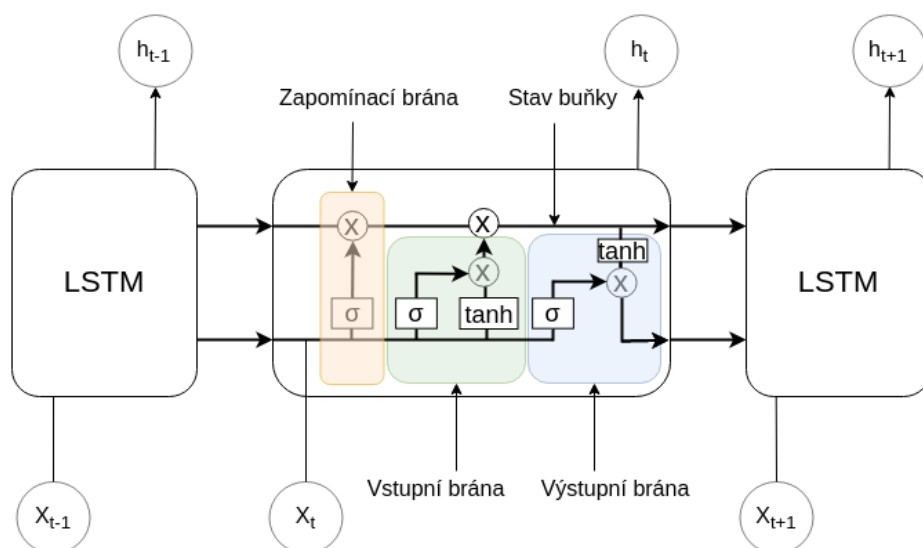 h_{t-1}
h_t
h_{t+1}
Zapomínací brána
Stav buňky
LSTM
X
X
tanh
X
X
σ
σ
tanh
σ
LSTM
Vstupní brána
Výstupní brána
X_{t-1}
X_t
X_{t+1}